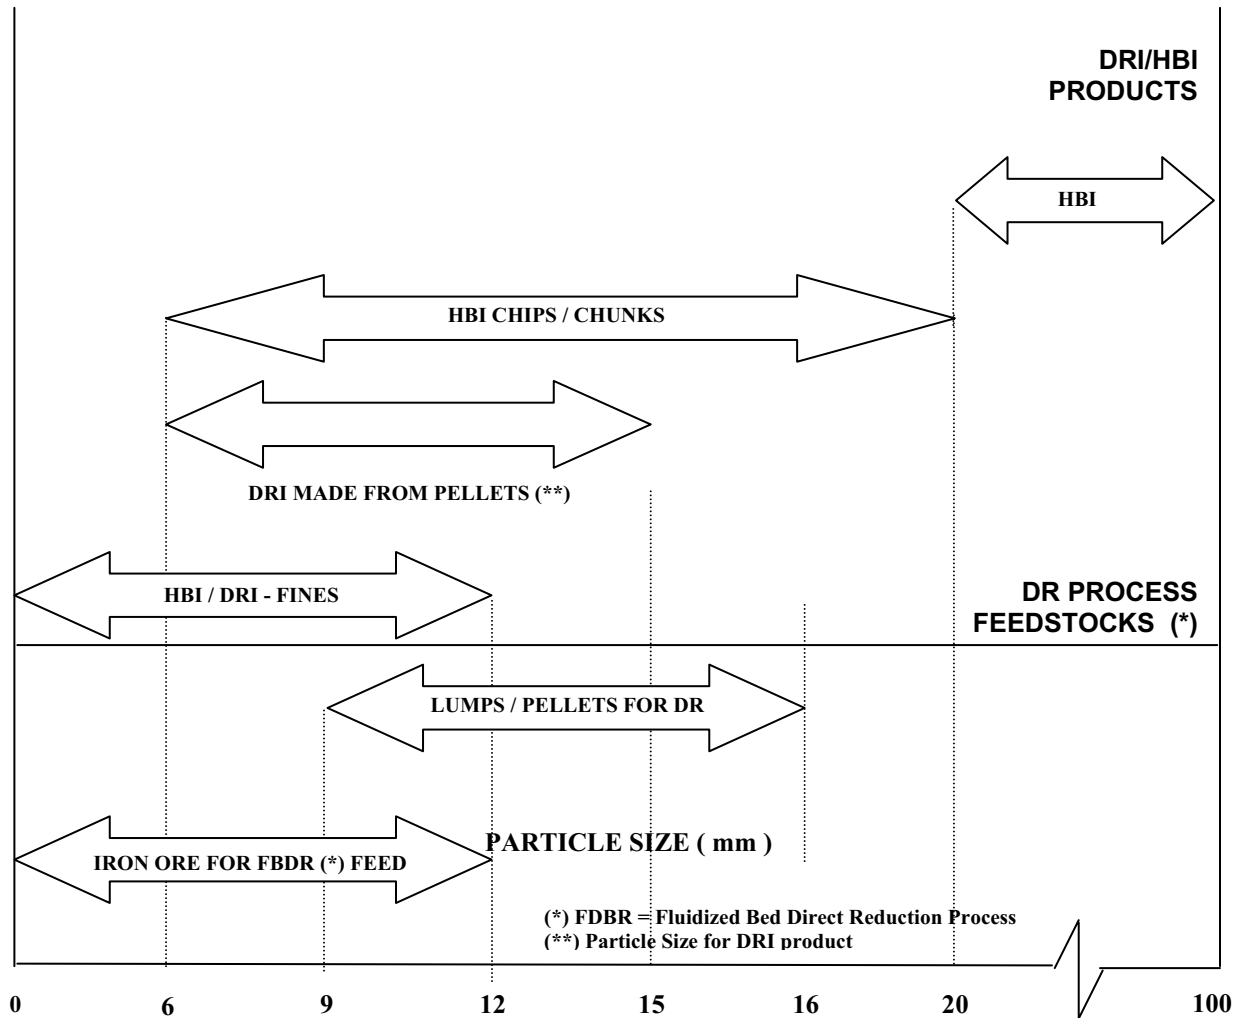 DRI/HBI
PRODUCTS
HBI
HBI CHIPS / CHUNKS
DRI MADE FROM PELLETS (**)
HBI / DRI - FINES
DR PROCESS
FEEDSTOCKS (*)
LUMPS / PELLETS FOR DR
PARTICLE SIZE ( mm )
IRON ORE FOR FBDR (*) FEED
(*) FDBR = Fluidized Bed Direct Reduction Process
(**) Particle Size for DRI product
0 6 9 12 15 16 20 100